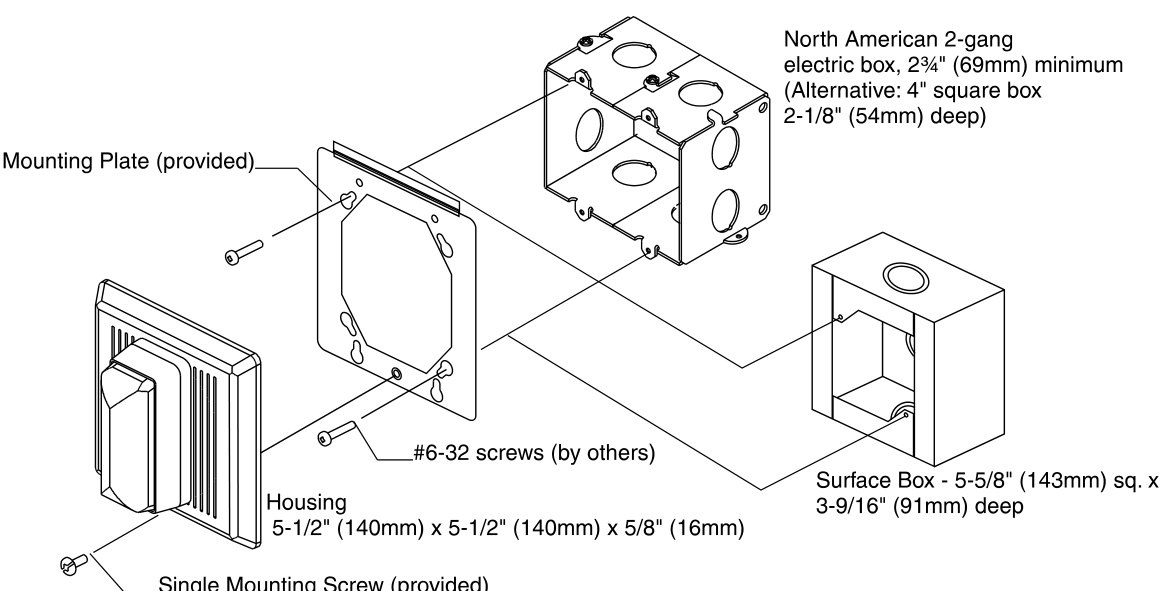 North American 2-gang
electric box, 2¾" (69mm) minimum
(Alternative: 4" square box
2-1/8" (54mm) deep)
Mounting Plate (provided)
#6-32 screws (by others)
Surface Box - 5-5/8" (143mm) sq. x
3-9/16" (91mm) deep
Housing
5-1/2" (140mm) x 5-1/2" (140mm) x 5/8" (16mm)
Single Mounting Screw (provided)